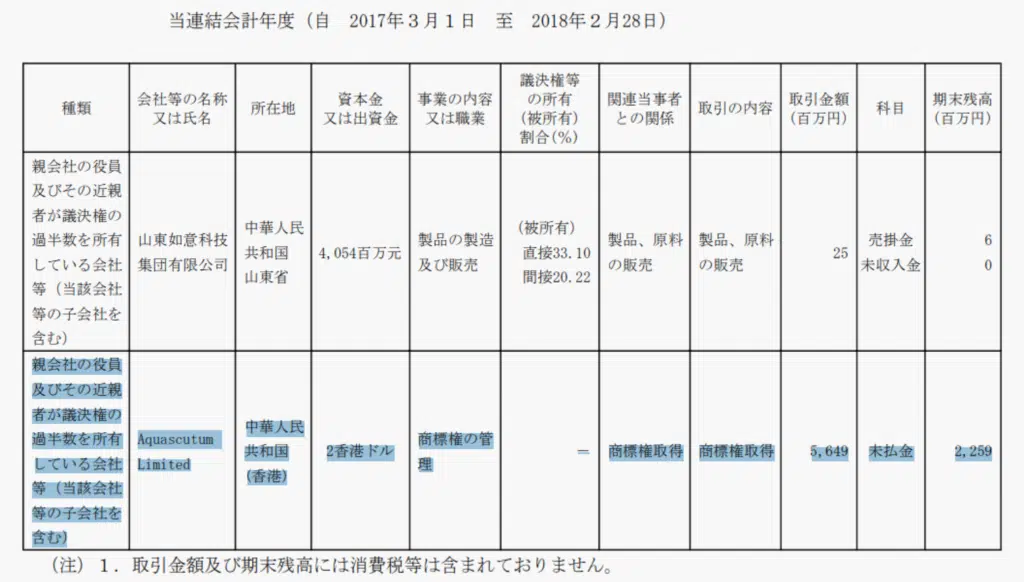 当連結会計年度（自　2017年３月１日　至　2018年２月28日）
種類
会社等の名称
又は氏名
所在地
資本金
又は出資金
事業の内容
又は職業
議決権等
の所有
(被所有)
割合(％)
関連当事者
との関係
取引の内容
取引金額
(百万円)
科目
期末残高
(百万円)
親会社の役員
及びその近親
者が議決権の
過半数を所有
している会社
等（当該会社
等の子会社を
含む）
山東如意科技
集団有限公司
中華人民
共和国
山東省
4,054百万元
製品の製造
及び販売
(被所有)
直接33.10
間接20.22
製品、原料
の販売
製品、原料
の販売
25
売掛金
未収入金
6
0
親会社の役員
及びその近親
者が議決権の
過半数を所有
している会社
等（当該会社
等の子会社を
含む）
Aquascutum
Limited
中華人民
共和国
(香港)
2香港ドル
商標権の管
理
―
商標権取得
商標権取得
5,649
未払金
2,259
（注）１．取引金額及び期末残高には消費税等は含まれておりません。